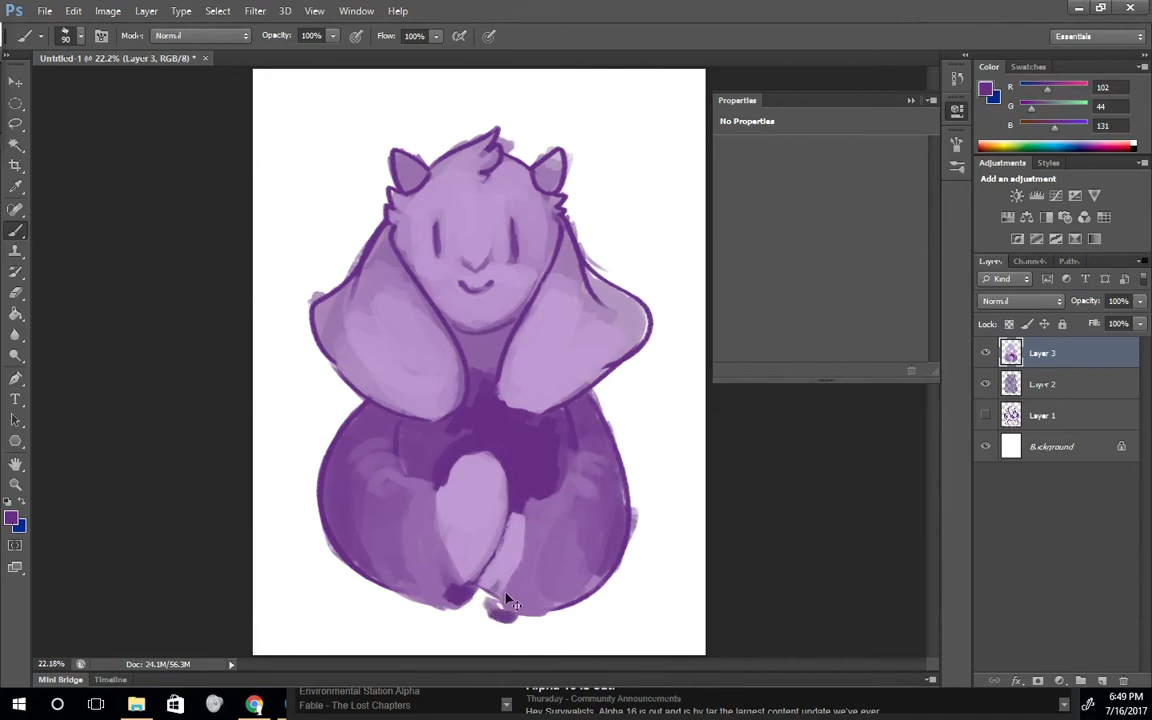 Ps File Edit Image Layer Type Select Filter 3D View Window Help
90 Mode: Normal Opacity: 100% Flow: 100% Essentials
Untitled-1 @ 22.2% (Layer 3, RGB/8) * ×
Color Swatches
R 102
G 44
B 131
Properties
No Properties
Adjustments Styles
Add an adjustment
Layers Channels Paths
Kind
Normal Opacity: 100%
Lock: Fill: 100%
Layer 3
Layer 2
Layer 1
Background
fx
22.18% Doc: 24.1M/56.3M
Mini Bridge Timeline
Environmental Station Alpha
Fable - The Lost Chapters
Thursday - Community Announcements
Hey Survivalists, Alpha 16 is out and is by far the largest content update we've ever
6:49 PM
7/16/2017